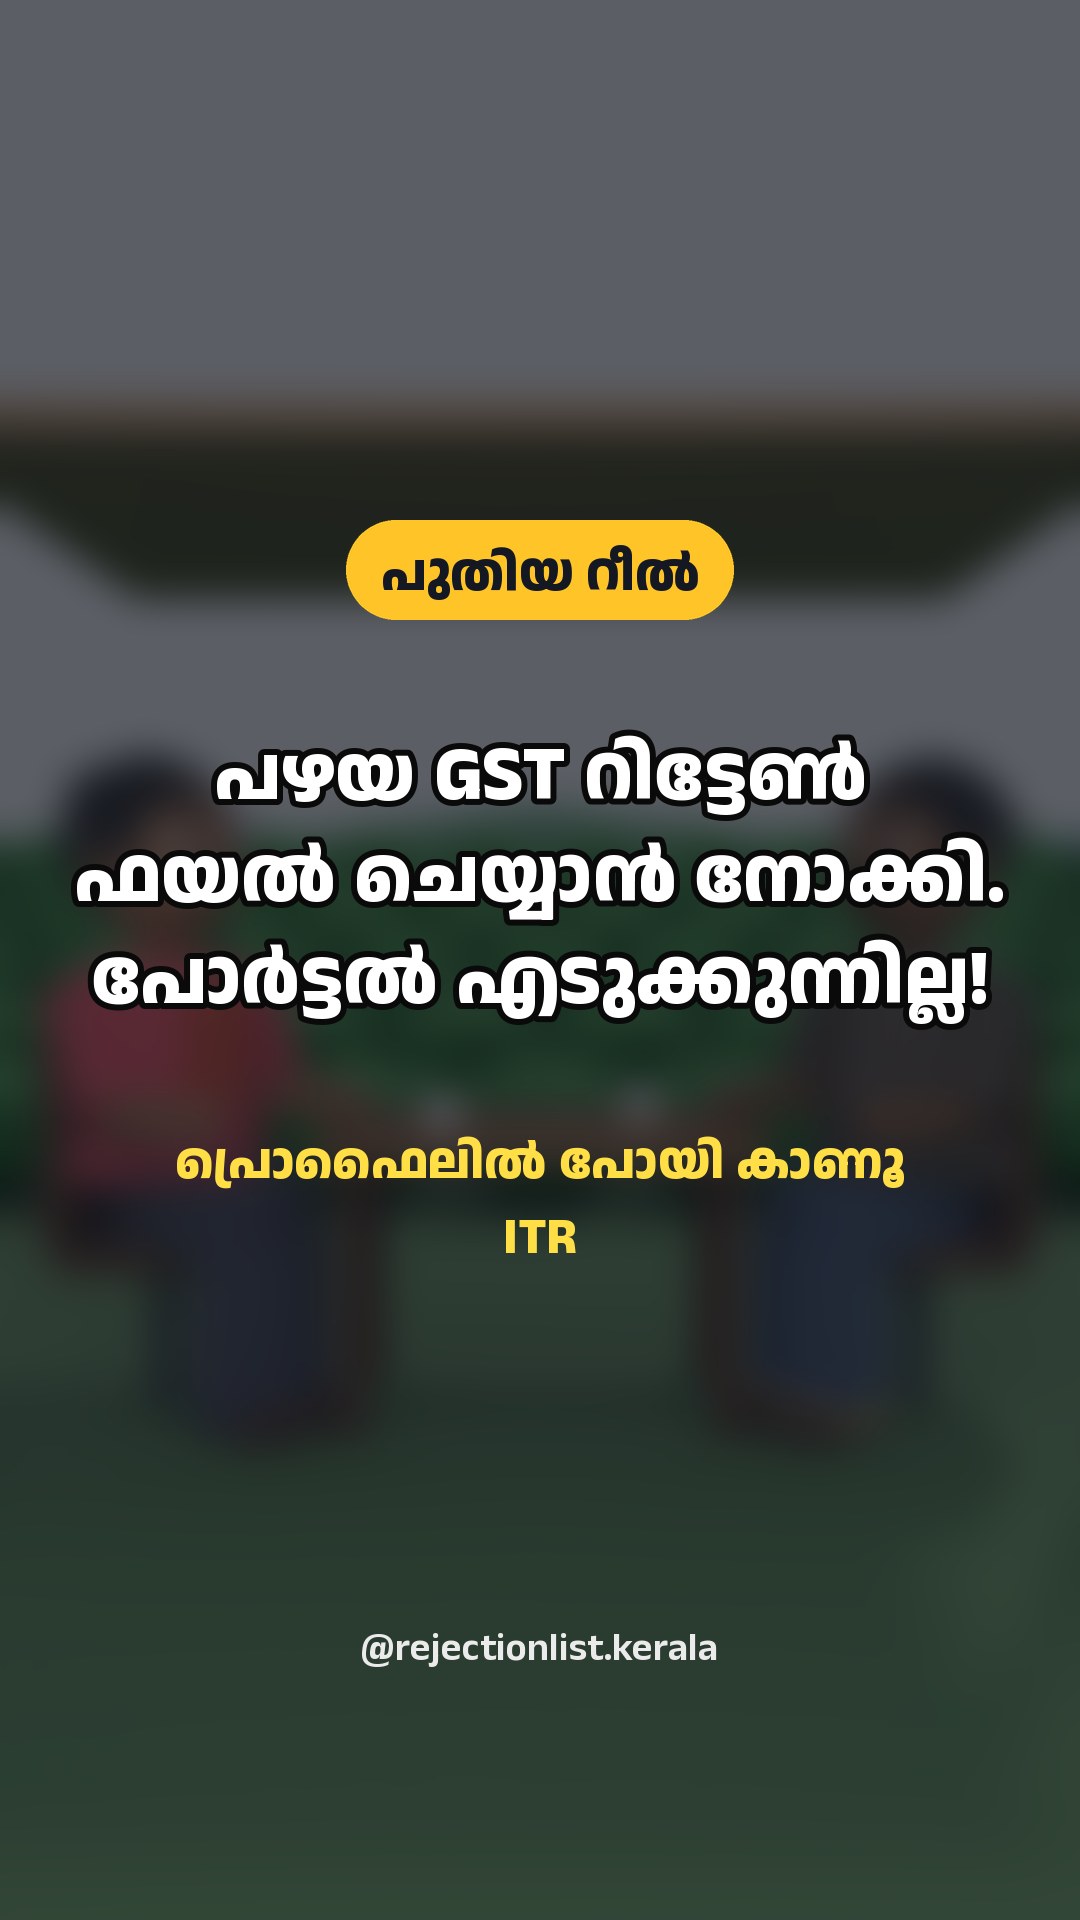 പുതിയ റീൽ
പഴയ GST റിട്ടേൺ
ഫയൽ ചെയ്യാൻ നോക്കി.
പോർട്ടൽ എടുക്കുന്നില്ല!
പ്രൊഫൈലിൽ പോയി കാണൂ
ITR
@rejectionlist.kerala